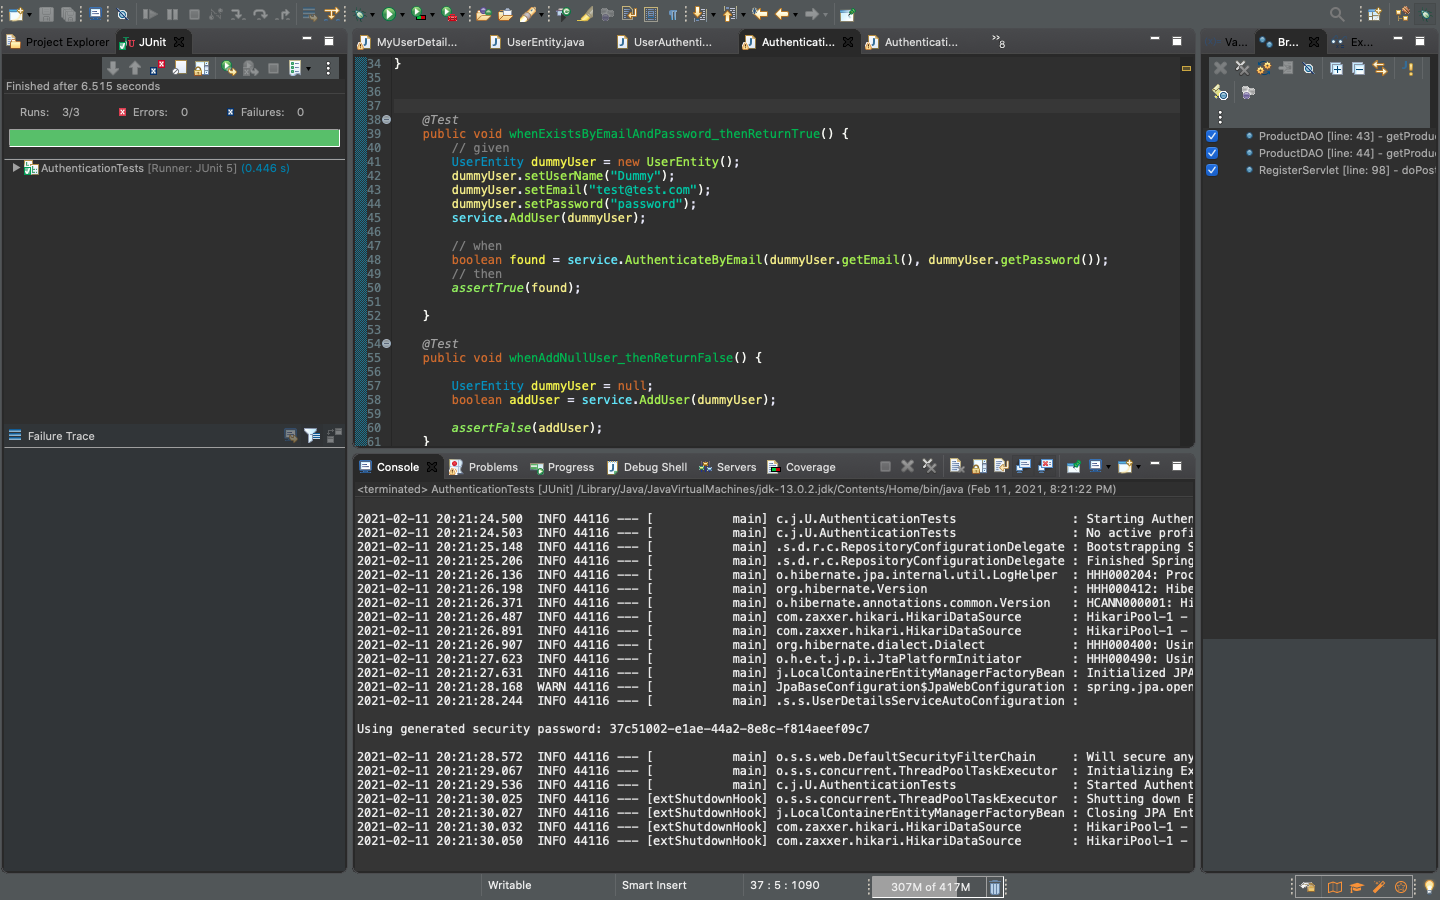 Project Explorer
JUnit
Finished after 6.515 seconds
Runs: 3/3
Errors: 0
Failures: 0
AuthenticationTests [Runner: JUnit 5] (0.446 s)
Failure Trace
MyUserDetail...
UserEntity.java
UserAuthenti...
Authenticati...
Authenticati...
»8
34 }
35
36
37
38 @Test
39 public void whenExistsByEmailAndPassword_thenReturnTrue() {
40 // given
41 UserEntity dummyUser = new UserEntity();
42 dummyUser.setUserName("Dummy");
43 dummyUser.setEmail("test@test.com");
44 dummyUser.setPassword("password");
45 service.AddUser(dummyUser);
46
47 // when
48 boolean found = service.AuthenticateByEmail(dummyUser.getEmail(), dummyUser.getPassword());
49 // then
50 assertTrue(found);
51
52 }
53
54 @Test
55 public void whenAddNullUser_thenReturnFalse() {
56
57 UserEntity dummyUser = null;
58 boolean addUser = service.AddUser(dummyUser);
59
60 assertFalse(addUser);
61 }
Console
Problems
Progress
Debug Shell
Servers
Coverage
<terminated> AuthenticationTests [JUnit] /Library/Java/JavaVirtualMachines/jdk-13.0.2.jdk/Contents/Home/bin/java (Feb 11, 2021, 8:21:22 PM)
2021-02-11 20:21:24.500 INFO 44116 --- [ main] c.j.U.AuthenticationTests : Starting Authen
2021-02-11 20:21:24.503 INFO 44116 --- [ main] c.j.U.AuthenticationTests : No active profi
2021-02-11 20:21:25.148 INFO 44116 --- [ main] .s.d.r.c.RepositoryConfigurationDelegate : Bootstrapping S
2021-02-11 20:21:25.206 INFO 44116 --- [ main] .s.d.r.c.RepositoryConfigurationDelegate : Finished Spring
2021-02-11 20:21:26.136 INFO 44116 --- [ main] o.hibernate.jpa.internal.util.LogHelper : HHH000204: Proc
2021-02-11 20:21:26.198 INFO 44116 --- [ main] org.hibernate.Version : HHH000412: Hibe
2021-02-11 20:21:26.371 INFO 44116 --- [ main] o.hibernate.annotations.common.Version : HCANN000001: Hi
2021-02-11 20:21:26.487 INFO 44116 --- [ main] com.zaxxer.hikari.HikariDataSource : HikariPool-1 -
2021-02-11 20:21:26.891 INFO 44116 --- [ main] com.zaxxer.hikari.HikariDataSource : HikariPool-1 -
2021-02-11 20:21:26.907 INFO 44116 --- [ main] org.hibernate.dialect.Dialect : HHH000400: Usin
2021-02-11 20:21:27.623 INFO 44116 --- [ main] o.h.e.t.j.p.i.JtaPlatformInitiator : HHH000490: Usin
2021-02-11 20:21:27.631 INFO 44116 --- [ main] j.LocalContainerEntityManagerFactoryBean : Initialized JPA
2021-02-11 20:21:28.168 WARN 44116 --- [ main] JpaBaseConfiguration$JpaWebConfiguration : spring.jpa.open
2021-02-11 20:21:28.244 INFO 44116 --- [ main] .s.s.UserDetailsServiceAutoConfiguration :
Using generated security password: 37c51002-e1ae-44a2-8e8c-f814aeef09c7
2021-02-11 20:21:28.572 INFO 44116 --- [ main] o.s.s.web.DefaultSecurityFilterChain : Will secure any
2021-02-11 20:21:29.067 INFO 44116 --- [ main] o.s.s.concurrent.ThreadPoolTaskExecutor : Initializing Ex
2021-02-11 20:21:29.536 INFO 44116 --- [ main] c.j.U.AuthenticationTests : Started Authent
2021-02-11 20:21:30.025 INFO 44116 --- [extShutdownHook] o.s.s.concurrent.ThreadPoolTaskExecutor : Shutting down E
2021-02-11 20:21:30.027 INFO 44116 --- [extShutdownHook] j.LocalContainerEntityManagerFactoryBean : Closing JPA Ent
2021-02-11 20:21:30.032 INFO 44116 --- [extShutdownHook] com.zaxxer.hikari.HikariDataSource : HikariPool-1 -
2021-02-11 20:21:30.050 INFO 44116 --- [extShutdownHook] com.zaxxer.hikari.HikariDataSource : HikariPool-1 -
Va...
Br...
Ex...
ProductDAO [line: 43] - getProdu
ProductDAO [line: 44] - getProdu
RegisterServlet [line: 98] - doPost
Writable
Smart Insert
37 : 5 : 1090
307M of 417M